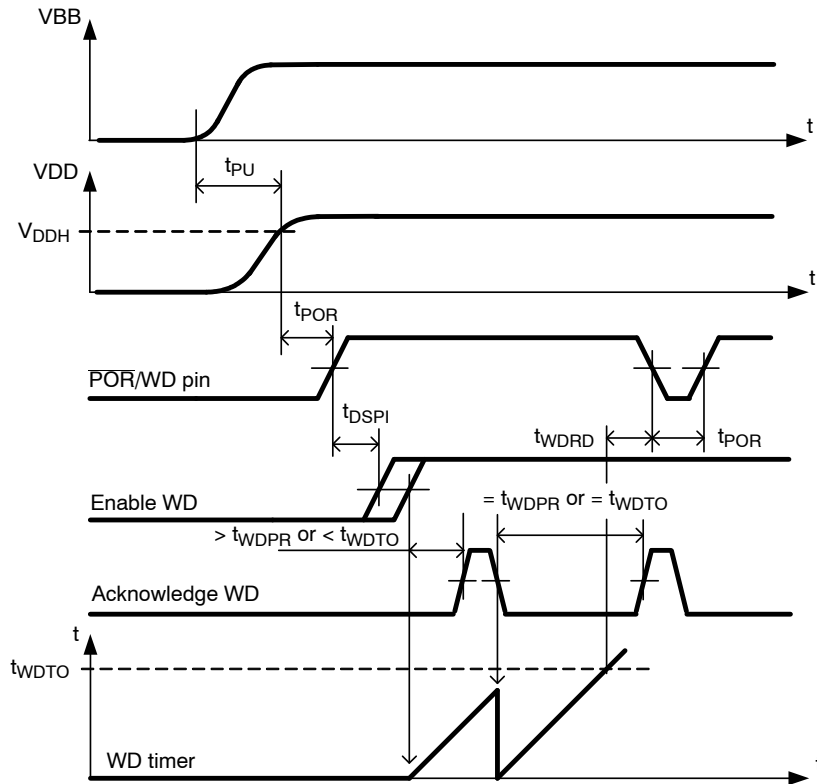 VBB
t
tPU
VDD
VDDH
t
tPOR
POR/WD pin
tDSPI
tWDRD
tPOR
Enable WD
> tWDPR or < tWDTO
= tWDPR or = tWDTO
Acknowledge WD
t
tWDTO
WD timer